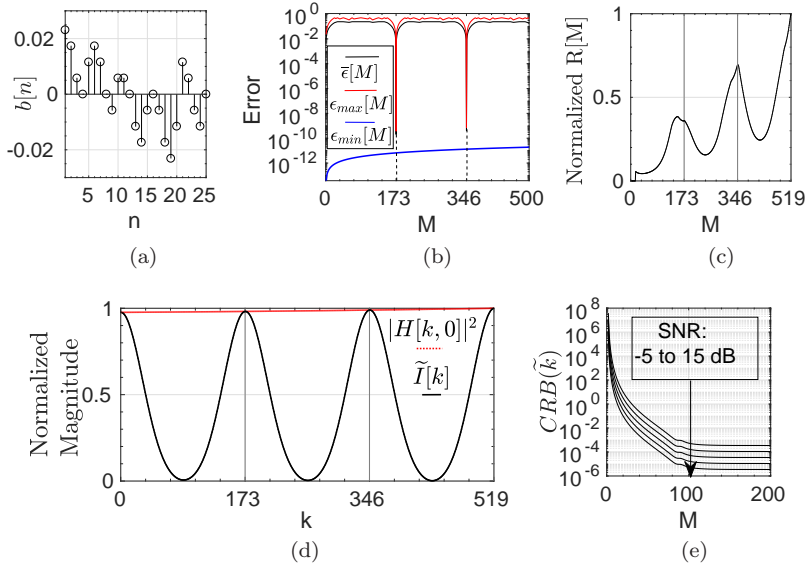 0.02
0
-0.02
b[n]
5 15 25
10 20
n
(a)
10^0
10^-2
10^-4
10^-6
10^-8
10^-10
10^-12
Error
ϵ̅[M]
ϵ_max[M]
ϵ_min[M]
0 173 346 500
M
(b)
1
0.5
0
Normalized R[M]
173 346 519
M
(c)
1
0.5
0
Normalized
Magnitude
|H[k, 0]|^2
Ĩ[k]
0 173 346 519
k
(d)
10^8
10^6
10^4
10^2
10^0
10^-2
10^-4
10^-6
CRB(k̃)
SNR:
-5 to 15 dB
0 100 200
M
(e)